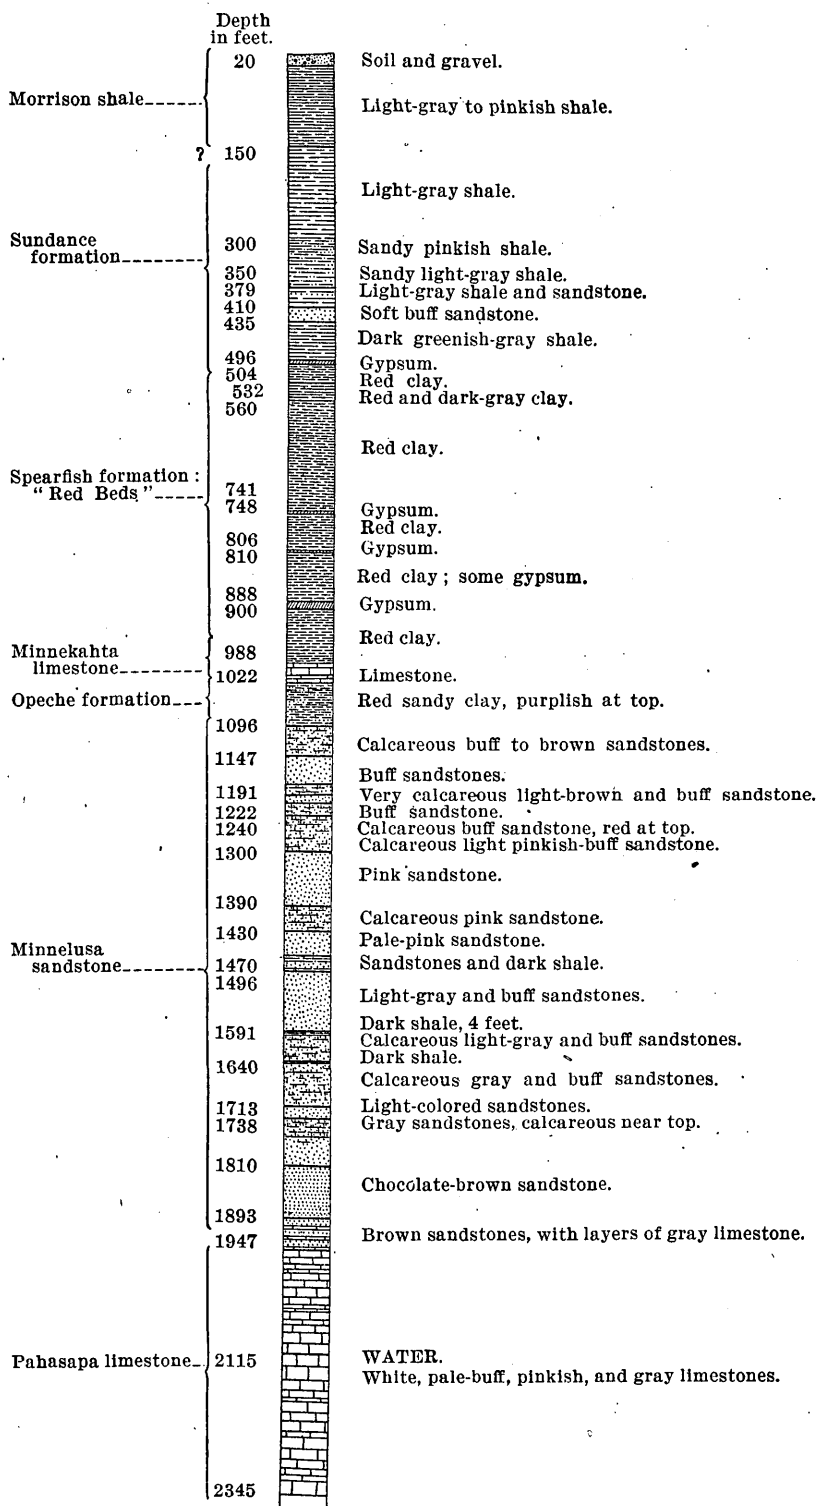 Depth
in feet.
20 Soil and gravel.
Morrison shale
Light-gray to pinkish shale.
? 150
Light-gray shale.
Sundance
formation
300 Sandy pinkish shale.
350 Sandy light-gray shale.
379 Light-gray shale and sandstone.
410 Soft buff sandstone.
435
Dark greenish-gray shale.
496 Gypsum.
504 Red clay.
532 Red and dark-gray clay.
560
Red clay.
Spearfish formation:
"Red Beds"
741
748 Gypsum.
Red clay.
806 Gypsum.
810
Red clay; some gypsum.
888
900 Gypsum.
Red clay.
Minnekahta
limestone
988
1022 Limestone.
Opeche formation
Red sandy clay, purplish at top.
1096
Calcareous buff to brown sandstones.
1147
Buff sandstones.
1191 Very calcareous light-brown and buff sandstone.
1222 Buff sandstone.
1240 Calcareous buff sandstone, red at top.
Calcareous light pinkish-buff sandstone.
1300
Pink sandstone.
1390
Calcareous pink sandstone.
1430 Pale-pink sandstone.
Minnelusa
sandstone
1470 Sandstones and dark shale.
1496
Light-gray and buff sandstones.
Dark shale, 4 feet.
1591 Calcareous light-gray and buff sandstones.
Dark shale.
1640
Calcareous gray and buff sandstones.
1713 Light-colored sandstones.
1738 Gray sandstones, calcareous near top.
1810
Chocolate-brown sandstone.
1893
1947 Brown sandstones, with layers of gray limestone.
Pahasapa limestone 2115 WATER.
White, pale-buff, pinkish, and gray limestones.
2345